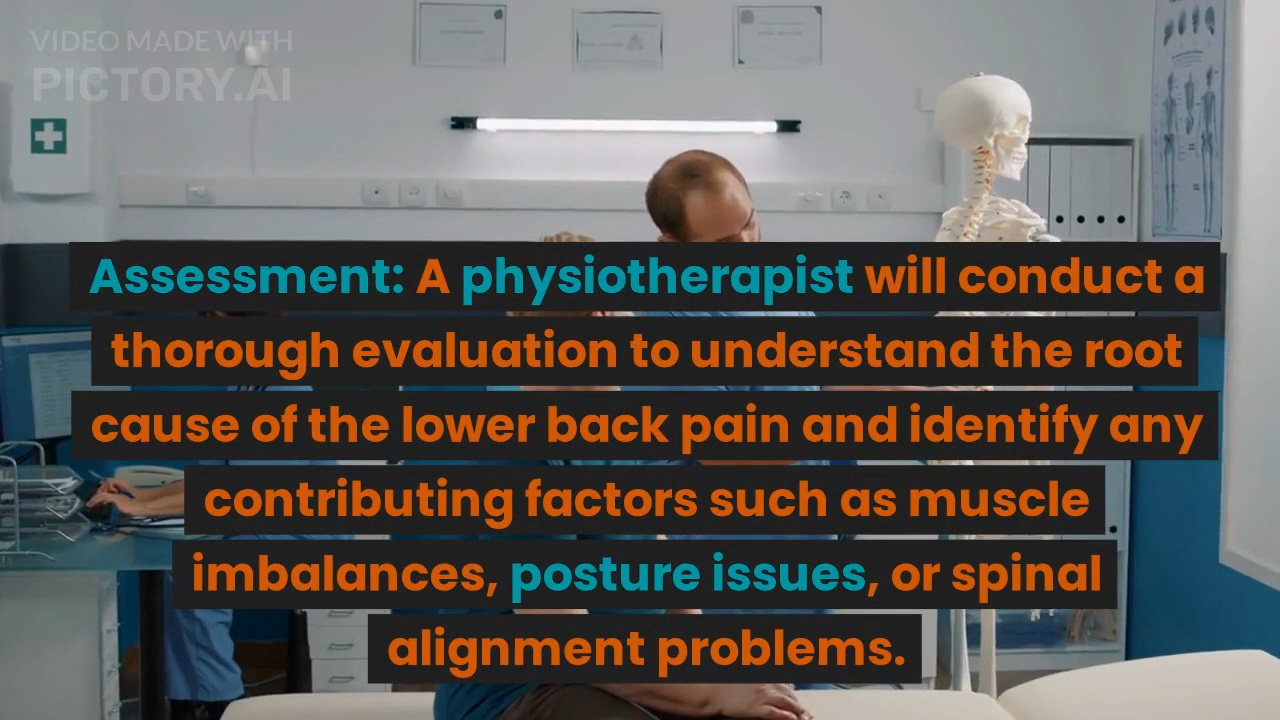 VIDEO MADE WITH
PICTORY.AI
Assessment: A physiotherapist will conduct a
thorough evaluation to understand the root
cause of the lower back pain and identify any
contributing factors such as muscle
imbalances, posture issues, or spinal
alignment problems.